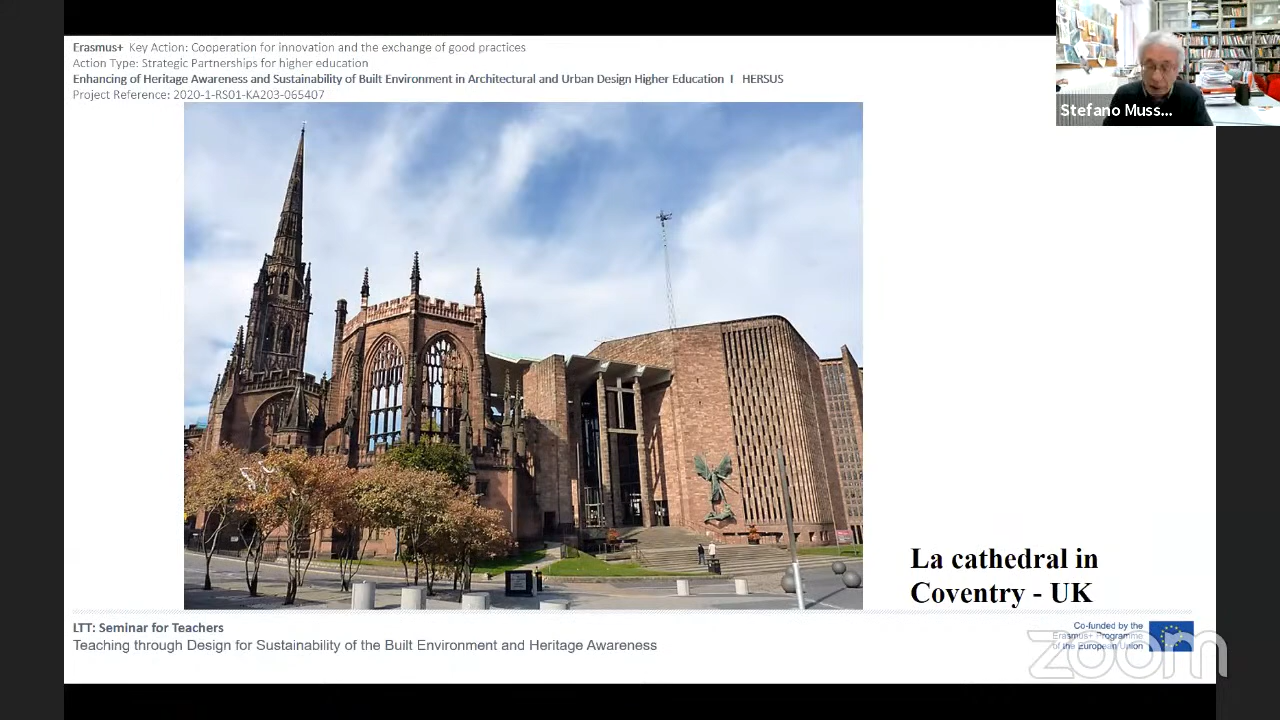 Erasmus+ Key Action: Cooperation for innovation and the exchange of good practices
Action Type: Strategic Partnerships for higher education
Enhancing of Heritage Awareness and Sustainability of Built Environment in Architectural and Urban Design Higher Education I HERSUS
Project Reference: 2020-1-RS01-KA203-065407
Stefano Muss...
La cathedral in
Coventry - UK
LTT: Seminar for Teachers
Teaching through Design for Sustainability of the Built Environment and Heritage Awareness
Co-funded by the
Erasmus+ Programme
of the European Union
zoom